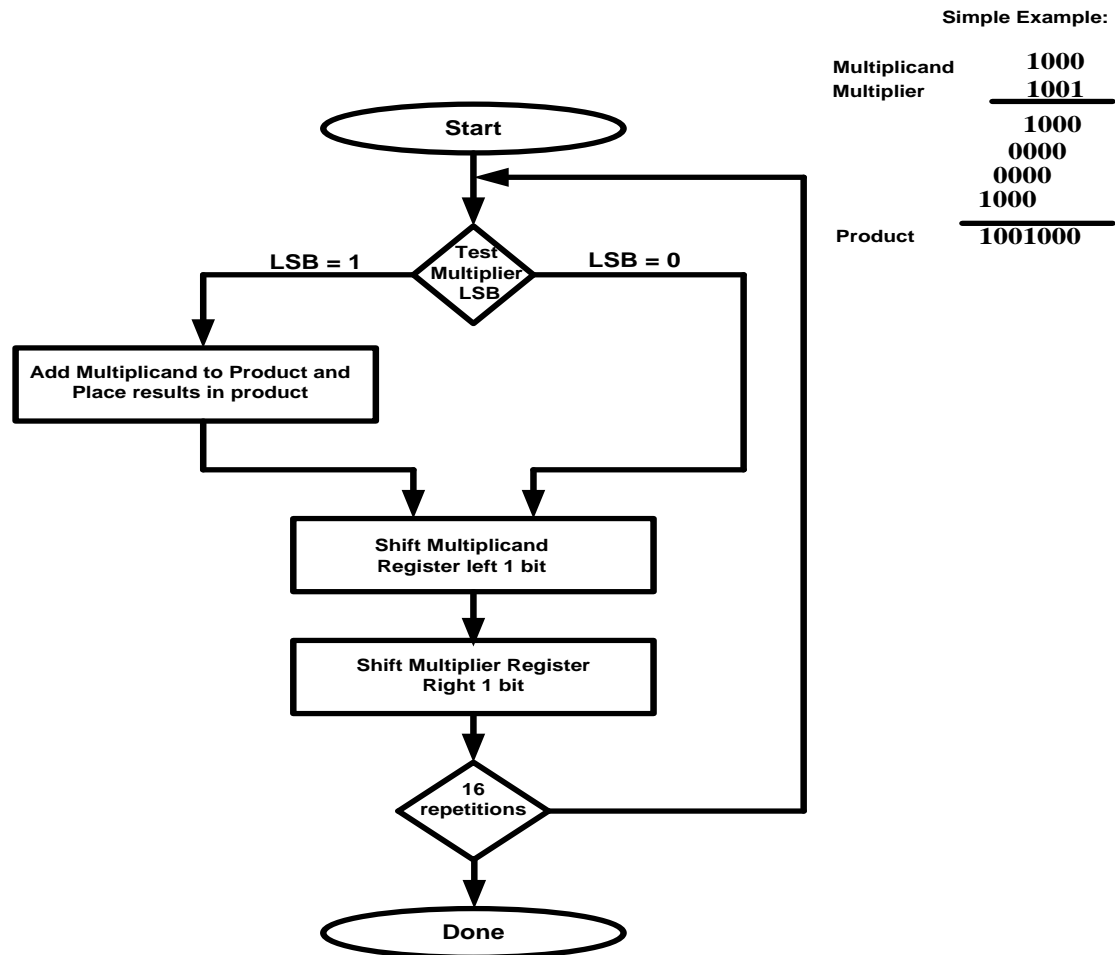 Simple Example:
Multiplicand 1000
Multiplier 1001
1000
0000
0000
1000
Product 1001000
Start
Test
Multiplier
LSB
LSB = 1
LSB = 0
Add Multiplicand to Product and
Place results in product
Shift Multiplicand
Register left 1 bit
Shift Multiplier Register
Right 1 bit
16
repetitions
Done